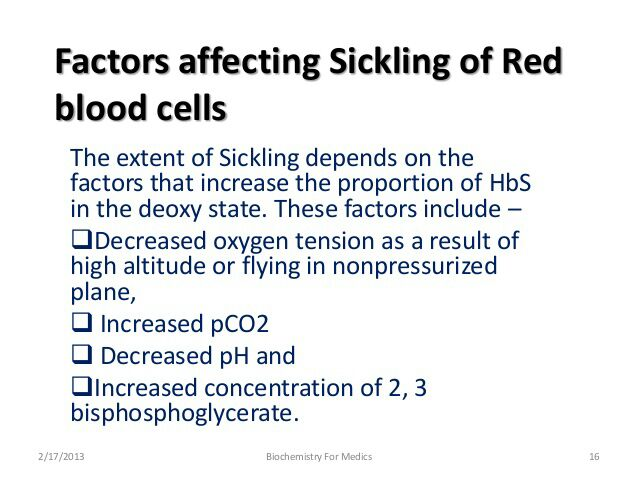 Factors affecting Sickling of Red
blood cells
The extent of Sickling depends on the
factors that increase the proportion of HbS
in the deoxy state. These factors include –
❑Decreased oxygen tension as a result of
high altitude or flying in nonpressurized
plane,
❑ Increased pCO2
❑ Decreased pH and
❑Increased concentration of 2, 3
bisphosphoglycerate.
2/17/2013 Biochemistry For Medics 16